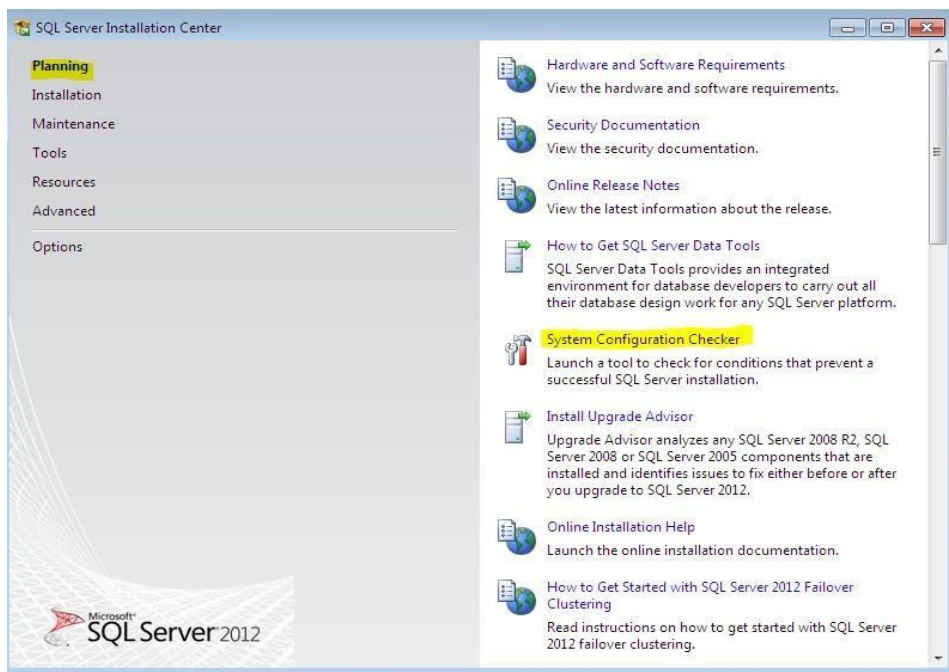 SQL Server Installation Center
Planning
Installation
Maintenance
Tools
Resources
Advanced
Options
Hardware and Software Requirements
View the hardware and software requirements.
Security Documentation
View the security documentation.
Online Release Notes
View the latest information about the release.
How to Get SQL Server Data Tools
SQL Server Data Tools provides an integrated
environment for database developers to carry out all
their database design work for any SQL Server platform.
System Configuration Checker
Launch a tool to check for conditions that prevent a
successful SQL Server installation.
Install Upgrade Advisor
Upgrade Advisor analyzes any SQL Server 2008 R2, SQL
Server 2008 or SQL Server 2005 components that are
installed and identifies issues to fix either before or after
you upgrade to SQL Server 2012.
Online Installation Help
Launch the online installation documentation.
How to Get Started with SQL Server 2012 Failover
Clustering
Read instructions on how to get started with SQL Server
2012 failover clustering.
Microsoft®
SQL Server 2012